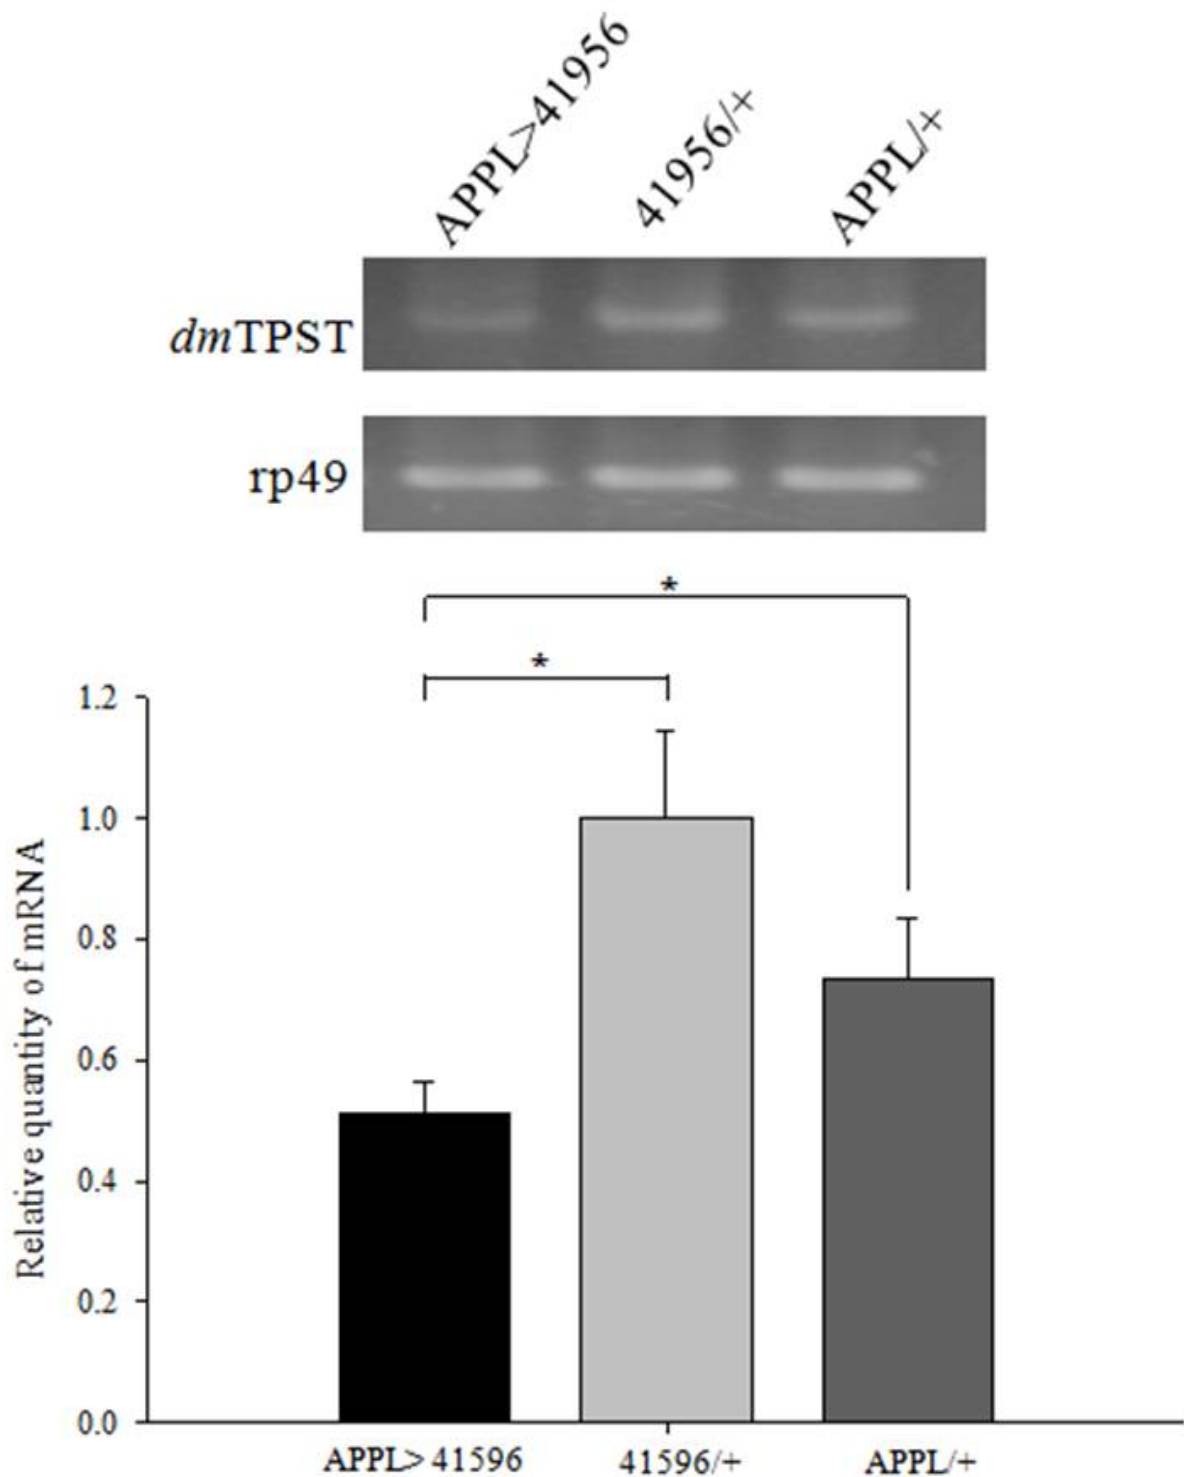 APPL>41956
41956/+
APPL/+
dmTPST
rp49
*
*
1.2
1.0
0.8
0.6
0.4
0.2
0.0
Relative quantity of mRNA
APPL> 41596
41596/+
APPL/+